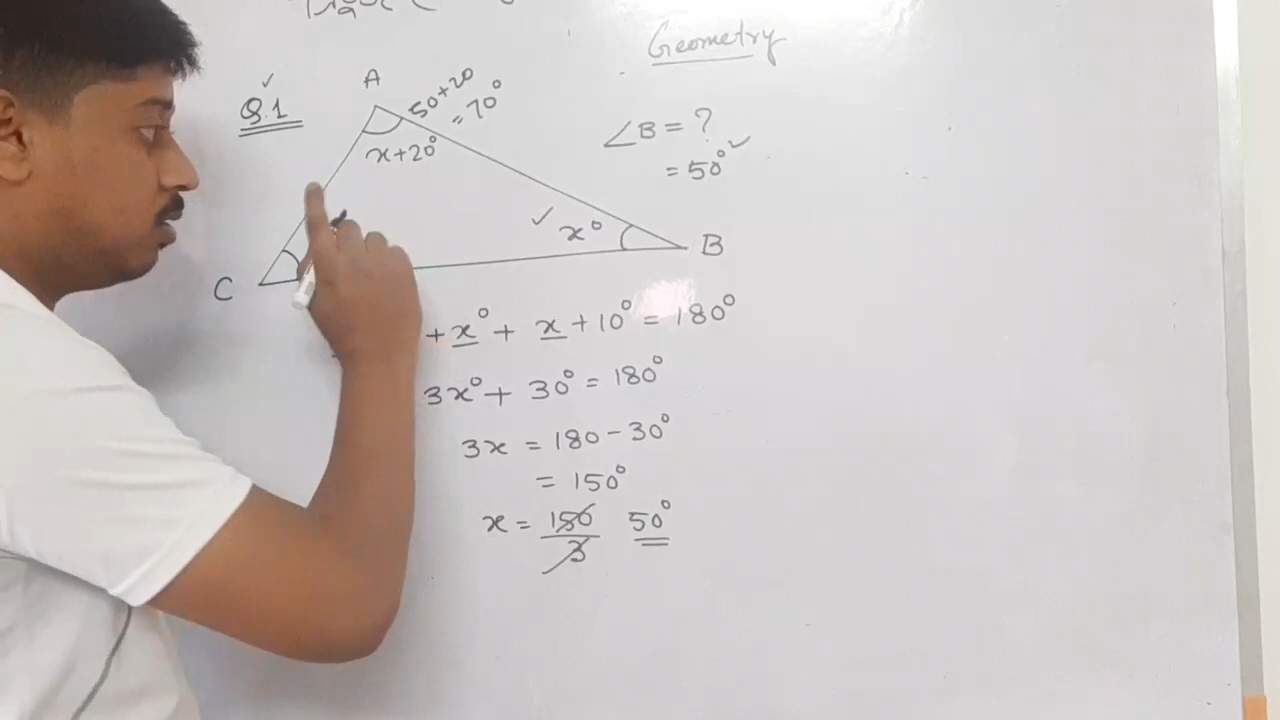 Geometry
Q.1
A
50+20
= 70°
x+20°
∠B = ?
= 50°
x°
B
C
+ x° + x + 10° = 180°
3x° + 30° = 180°
3x = 180 - 30°
= 150°
x = 150/3 50°